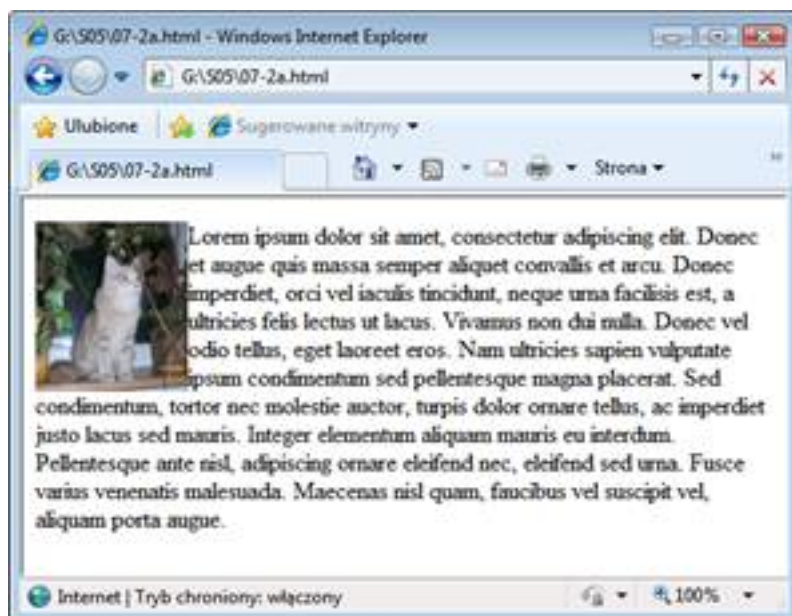 G:\S05\07-2a.html - Windows Internet Explorer
G:\S05\07-2a.html
Ulubione Sugerowane witryny
G:\S05\07-2a.html Strona
Lorem ipsum dolor sit amet, consectetur adipiscing elit. Donec
et augue quis massa semper aliquet convallis et arcu. Donec
imperdiet, orci vel iaculis tincidunt, neque urna facilisis est, a
ultricies felis lectus ut lacus. Vivamus non dui nulla. Donec vel
odio tellus, eget laoreet eros. Nam ultricies sapien vulputate
ipsum condimentum sed pellentesque magna placerat. Sed
condimentum, tortor nec molestie auctor, turpis dolor ornare tellus, ac imperdiet
justo lacus sed mauris. Integer elementum aliquam mauris eu interdum.
Pellentesque ante nisl, adipiscing ornare eleifend nec, eleifend sed urna. Fusce
varius venenatis malesuada. Maecenas nisl quam, faucibus vel suscipit vel,
aliquam porta augue.
Internet | Tryb chroniony: włączony 100%